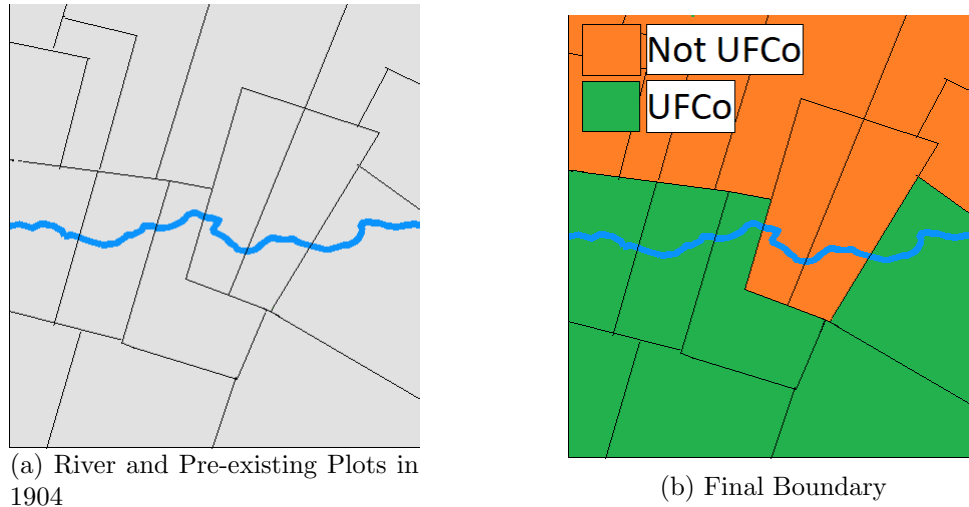 Not UFCo
UFCo
(a) River and Pre-existing Plots in
1904
(b) Final Boundary